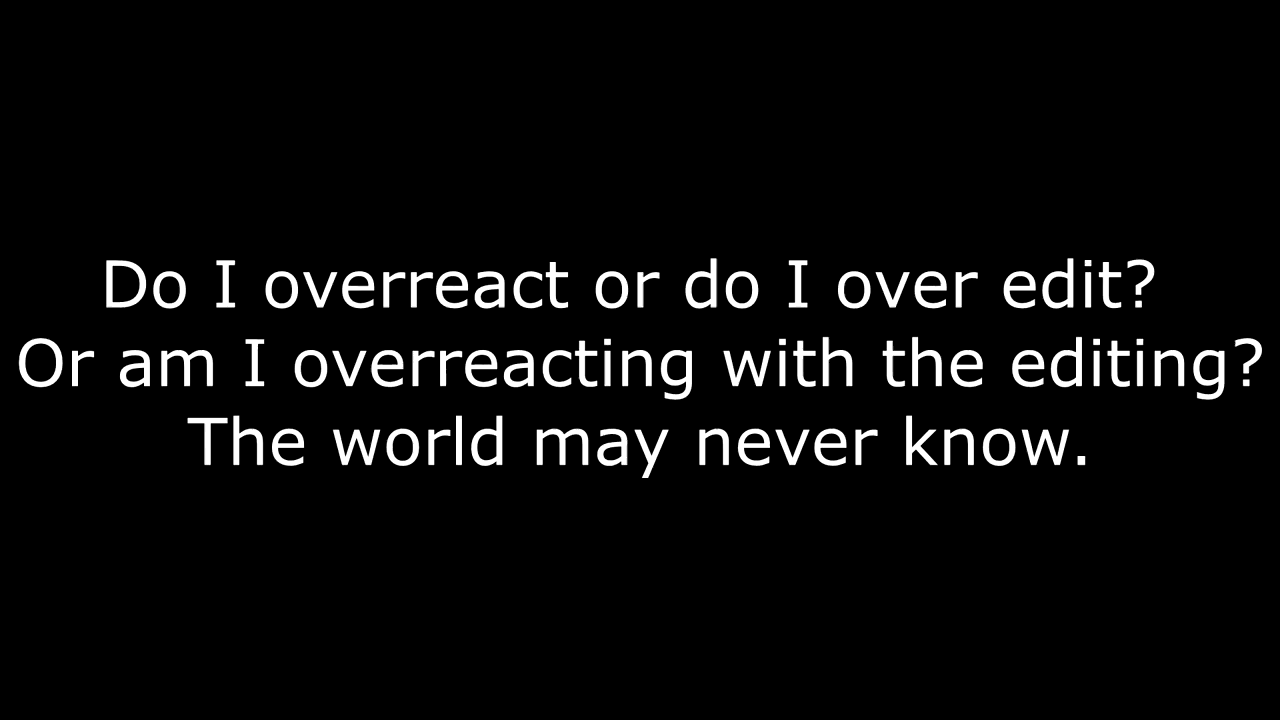 Do I overreact or do I over edit?
Or am I overreacting with the editing?
The world may never know.